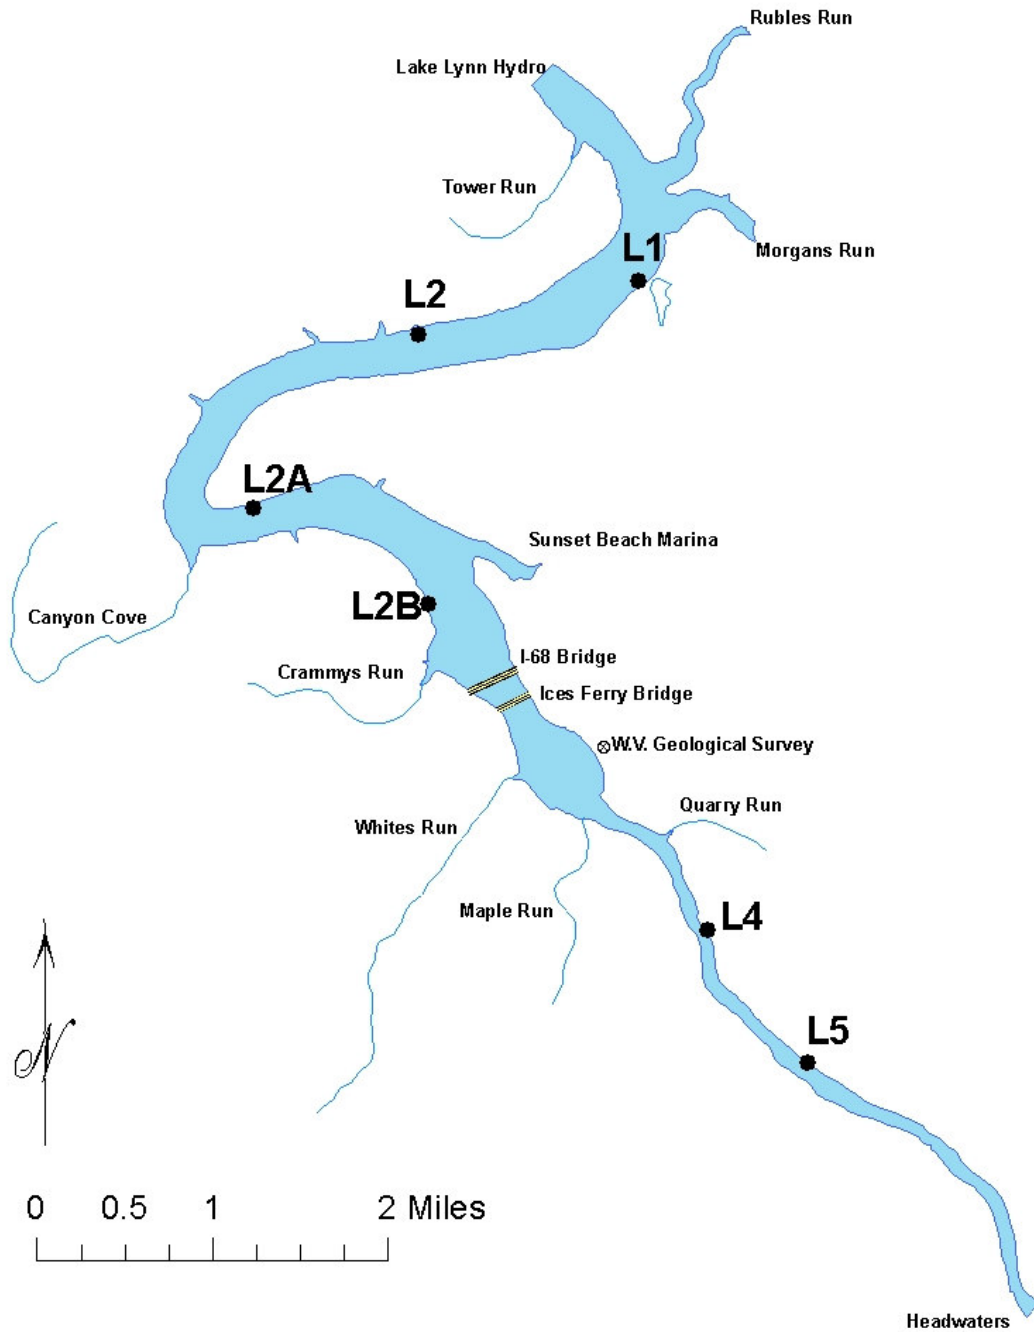 Rubles Run
Lake Lynn Hydro
Tower Run
L1
Morgans Run
L2
L2A
Sunset Beach Marina
L2B
Canyon Cove
I-68 Bridge
Crammys Run
Ices Ferry Bridge
W.V. Geological Survey
Quarry Run
Whites Run
Maple Run
L4
L5
N
0 0.5 1 2 Miles
Headwaters